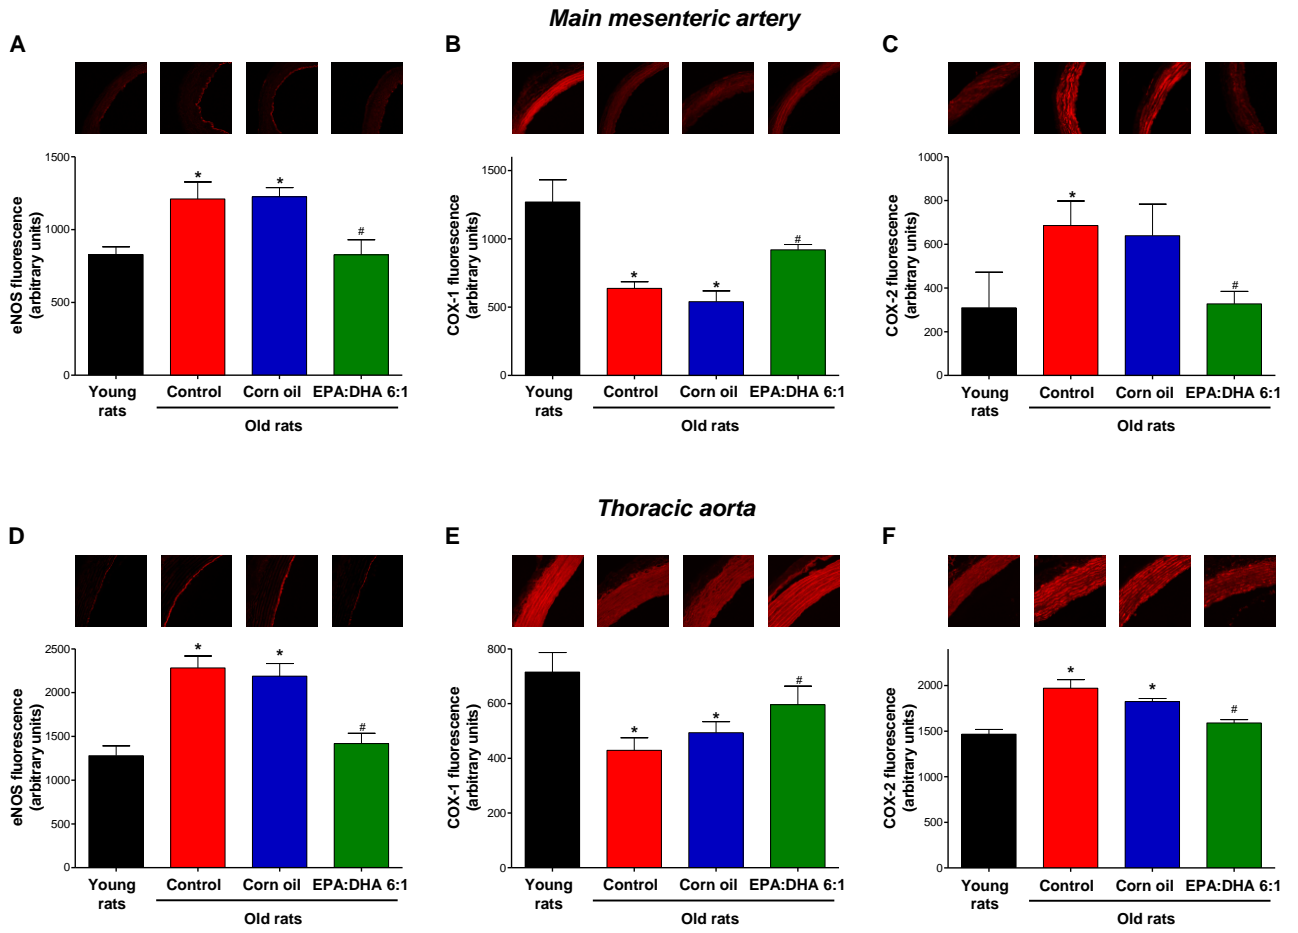 Main mesenteric artery
A
eNOS fluorescence
(arbitrary units)
1500
1000
500
0
*
*
#
Young
rats
Control
Corn oil
EPA:DHA 6:1
Old rats
B
COX-1 fluorescence
(arbitrary units)
1500
1000
500
0
*
*
#
Young
rats
Control
Corn oil
EPA:DHA 6:1
Old rats
C
COX-2 fluorescence
(arbitrary units)
1000
800
600
400
200
0
*
#
Young
rats
Control
Corn oil
EPA:DHA 6:1
Old rats
Thoracic aorta
D
eNOS fluorescence
(arbitrary units)
2500
2000
1500
1000
500
0
*
*
#
Young
rats
Control
Corn oil
EPA:DHA 6:1
Old rats
E
COX-1 fluorescence
(arbitrary units)
800
600
400
200
0
*
*
#
Young
rats
Control
Corn oil
EPA:DHA 6:1
Old rats
F
COX-2 fluorescence
(arbitrary units)
2000
1500
1000
500
0
*
*
#
Young
rats
Control
Corn oil
EPA:DHA 6:1
Old rats